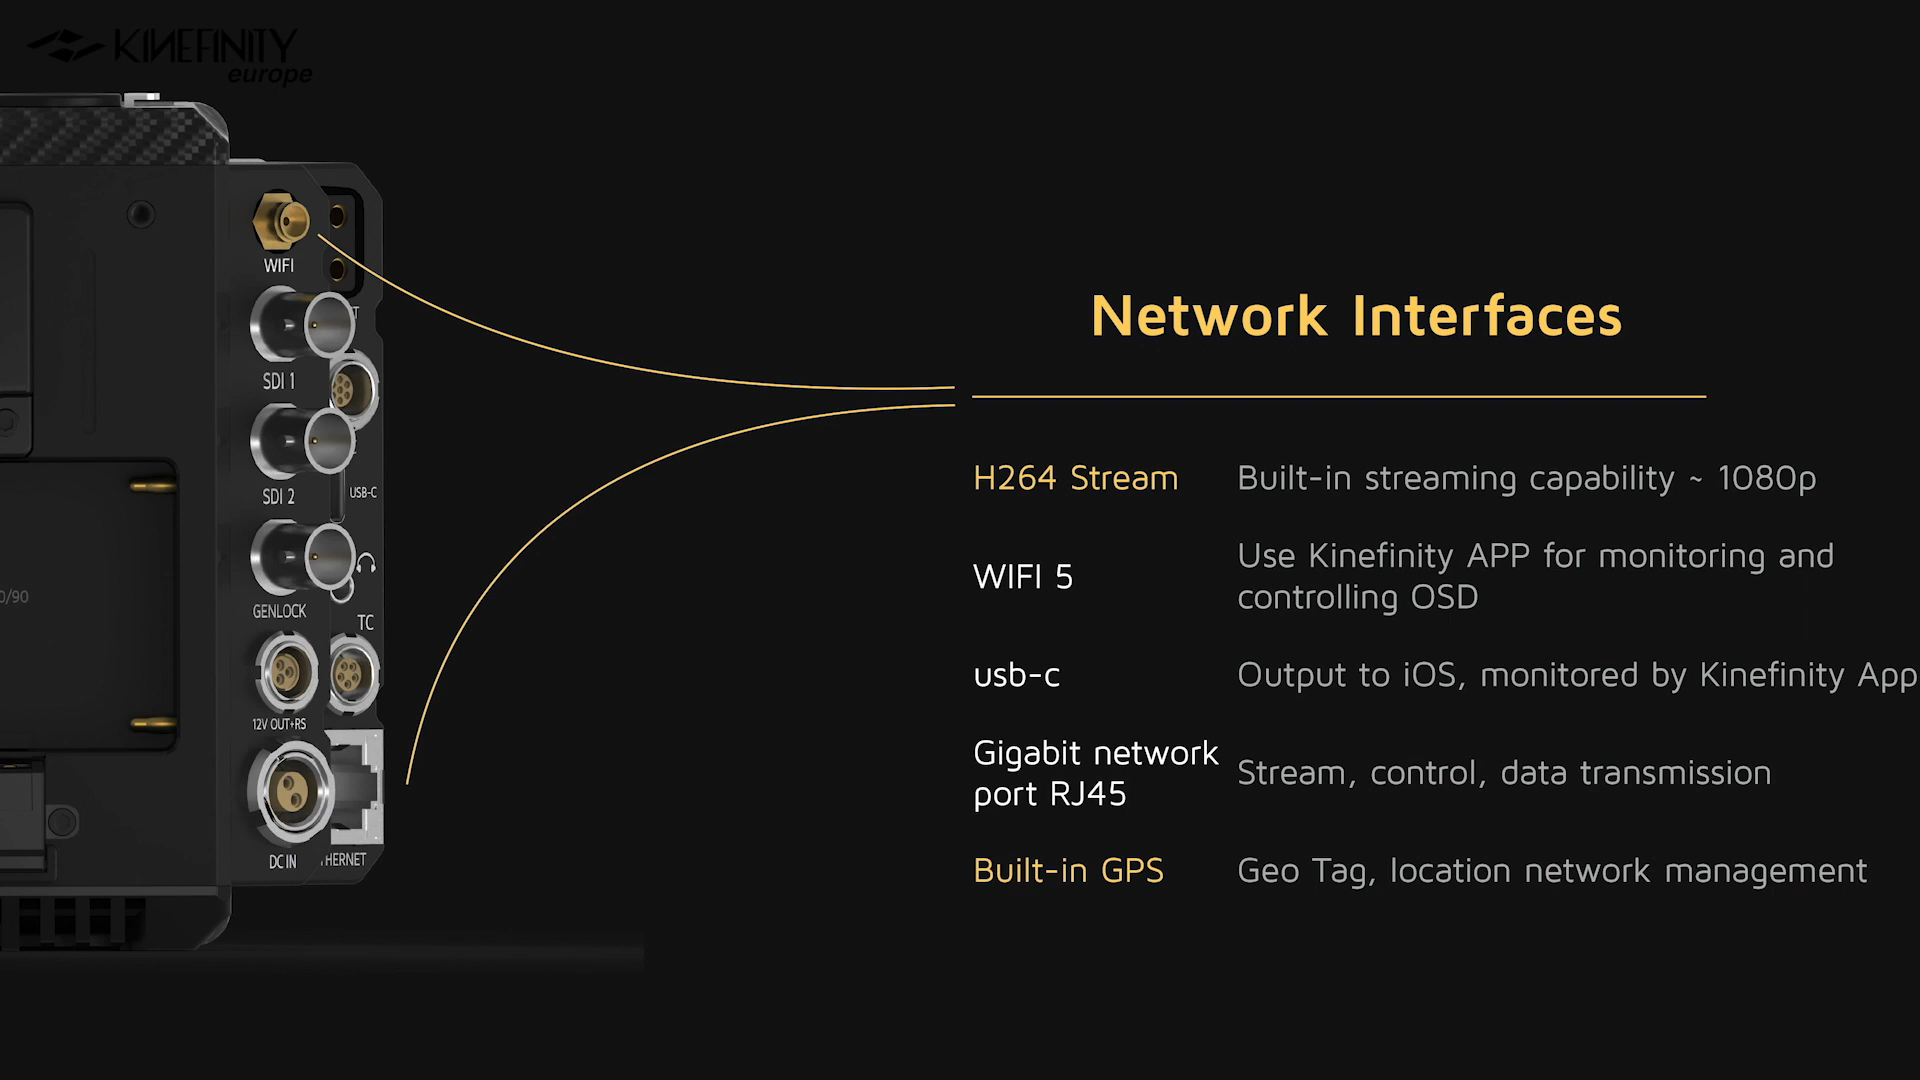 KINEFINITY
europe
WIFI
SDI 1
SDI 2
USB-C
GENLOCK
TC
12V OUT+RS
DC IN
HERNET
0/90
Network Interfaces
H264 Stream Built-in streaming capability ~ 1080p
WIFI 5 Use Kinefinity APP for monitoring and
controlling OSD
usb-c Output to iOS, monitored by Kinefinity App
Gigabit network
port RJ45 Stream, control, data transmission
Built-in GPS Geo Tag, location network management